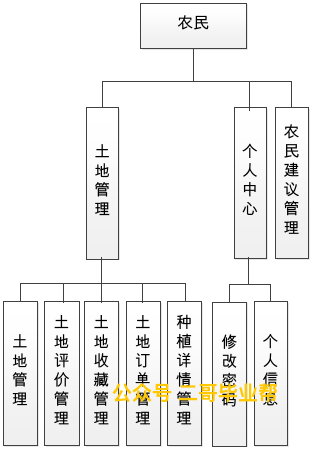 农民
土地管理
个人中心
农民建议管理
土地管理
土地评价管理
土地收藏管理
土地订单管理
种植详情管理
修改密码
个人信息
公众号 二哥毕业帮